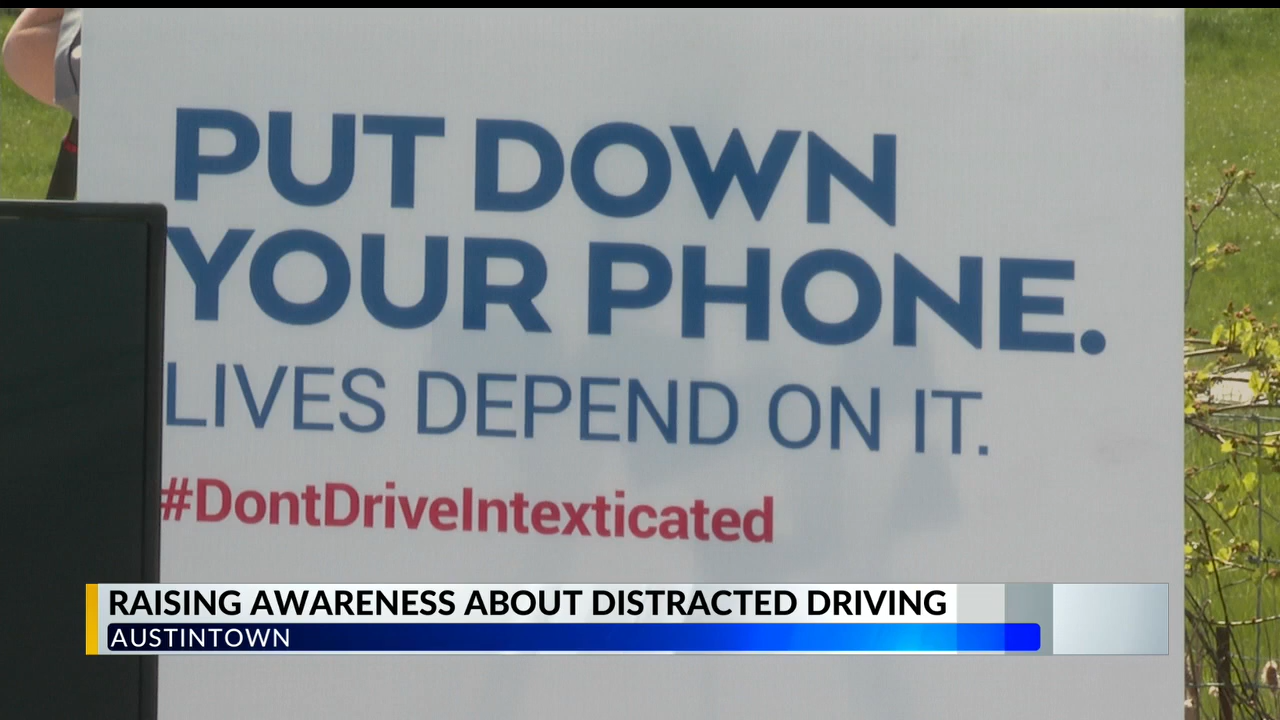 PUT DOWN
YOUR PHONE.
LIVES DEPEND ON IT.
#DontDriveIntexticated
RAISING AWARENESS ABOUT DISTRACTED DRIVING
AUSTINTOWN